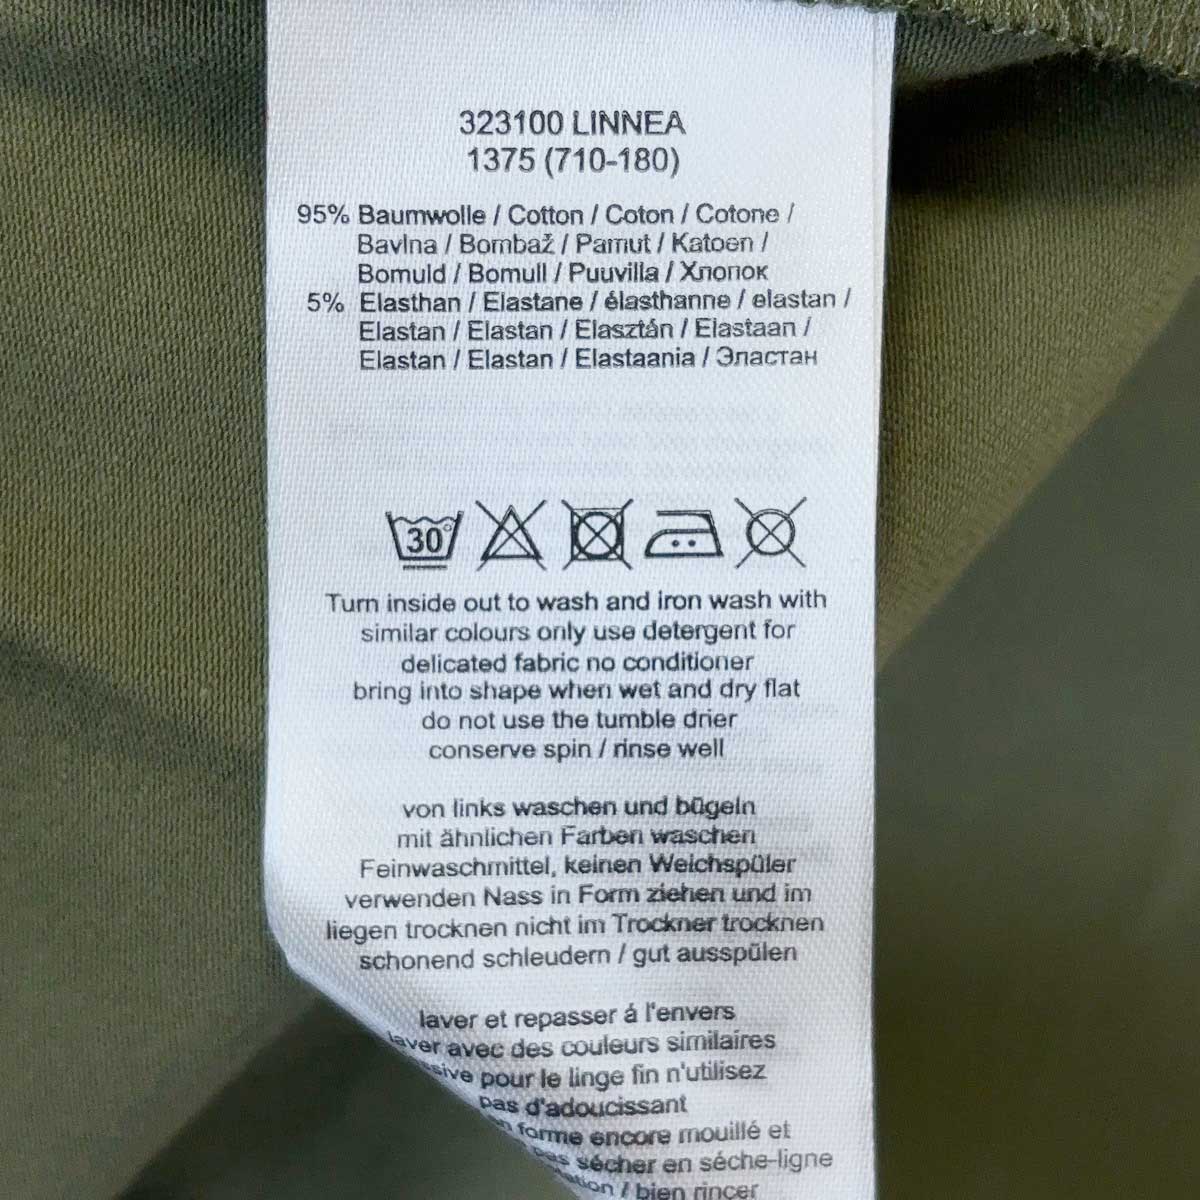 323100 LINNEA
1375 (710-180)
95% Baumwolle / Cotton / Coton / Cotone /
Bavlna / Bombaž / Pamut / Katoen /
Bomuld / Bomull / Puuvilla / Хлопок
5% Elasthan / Elastane / élasthanne / elastan /
Elastan / Elastan / Elasztán / Elastaan /
Elastan / Elastan / Elastaania / Эластан
30°
Turn inside out to wash and iron wash with
similar colours only use detergent for
delicated fabric no conditioner
bring into shape when wet and dry flat
do not use the tumble drier
conserve spin / rinse well
von links waschen und bügeln
mit ähnlichen Farben waschen
Feinwaschmittel, keinen Weichspüler
verwenden Nass in Form ziehen und im
liegen trocknen nicht im Trockner trocknen
schonend schleudern / gut ausspülen
laver et repasser á l'envers
laver avec des couleurs similaires
pour le linge fin n'utilisez
pas d'adoucissant
forme encore mouillé et
pas sécher en séche-ligne
/ bien rincer